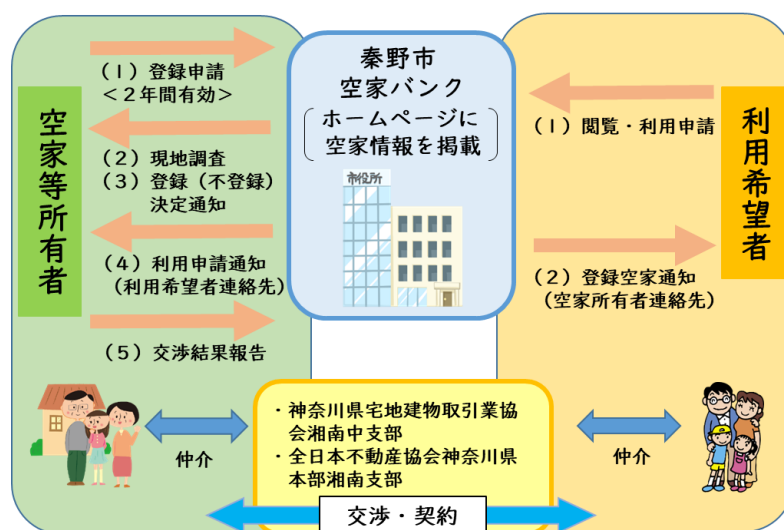 秦野市
空家バンク
ホームページに
空家情報を掲載
市役所
空家等所有者
(1)登録申請
<2年間有効>
(2)現地調査
(3)登録(不登録)
決定通知
(4)利用申請通知
(利用希望者連絡先)
(5)交渉結果報告
利用希望者
(1)閲覧・利用申請
(2)登録空家通知
(空家所有者連絡先)
仲介
・神奈川県宅地建物取引業協
会湘南中支部
・全日本不動産協会神奈川県
本部湘南支部
仲介
交渉・契約